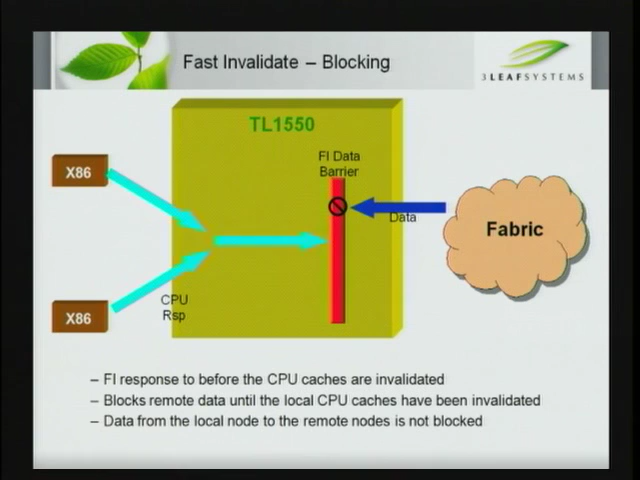 Fast Invalidate – Blocking
3LEAFSYSTEMS
TL1550
FI Data
Barrier
X86
Data
Fabric
CPU
Rsp
X86
– FI response to before the CPU caches are invalidated
– Blocks remote data until the local CPU caches have been invalidated
– Data from the local node to the remote nodes is not blocked